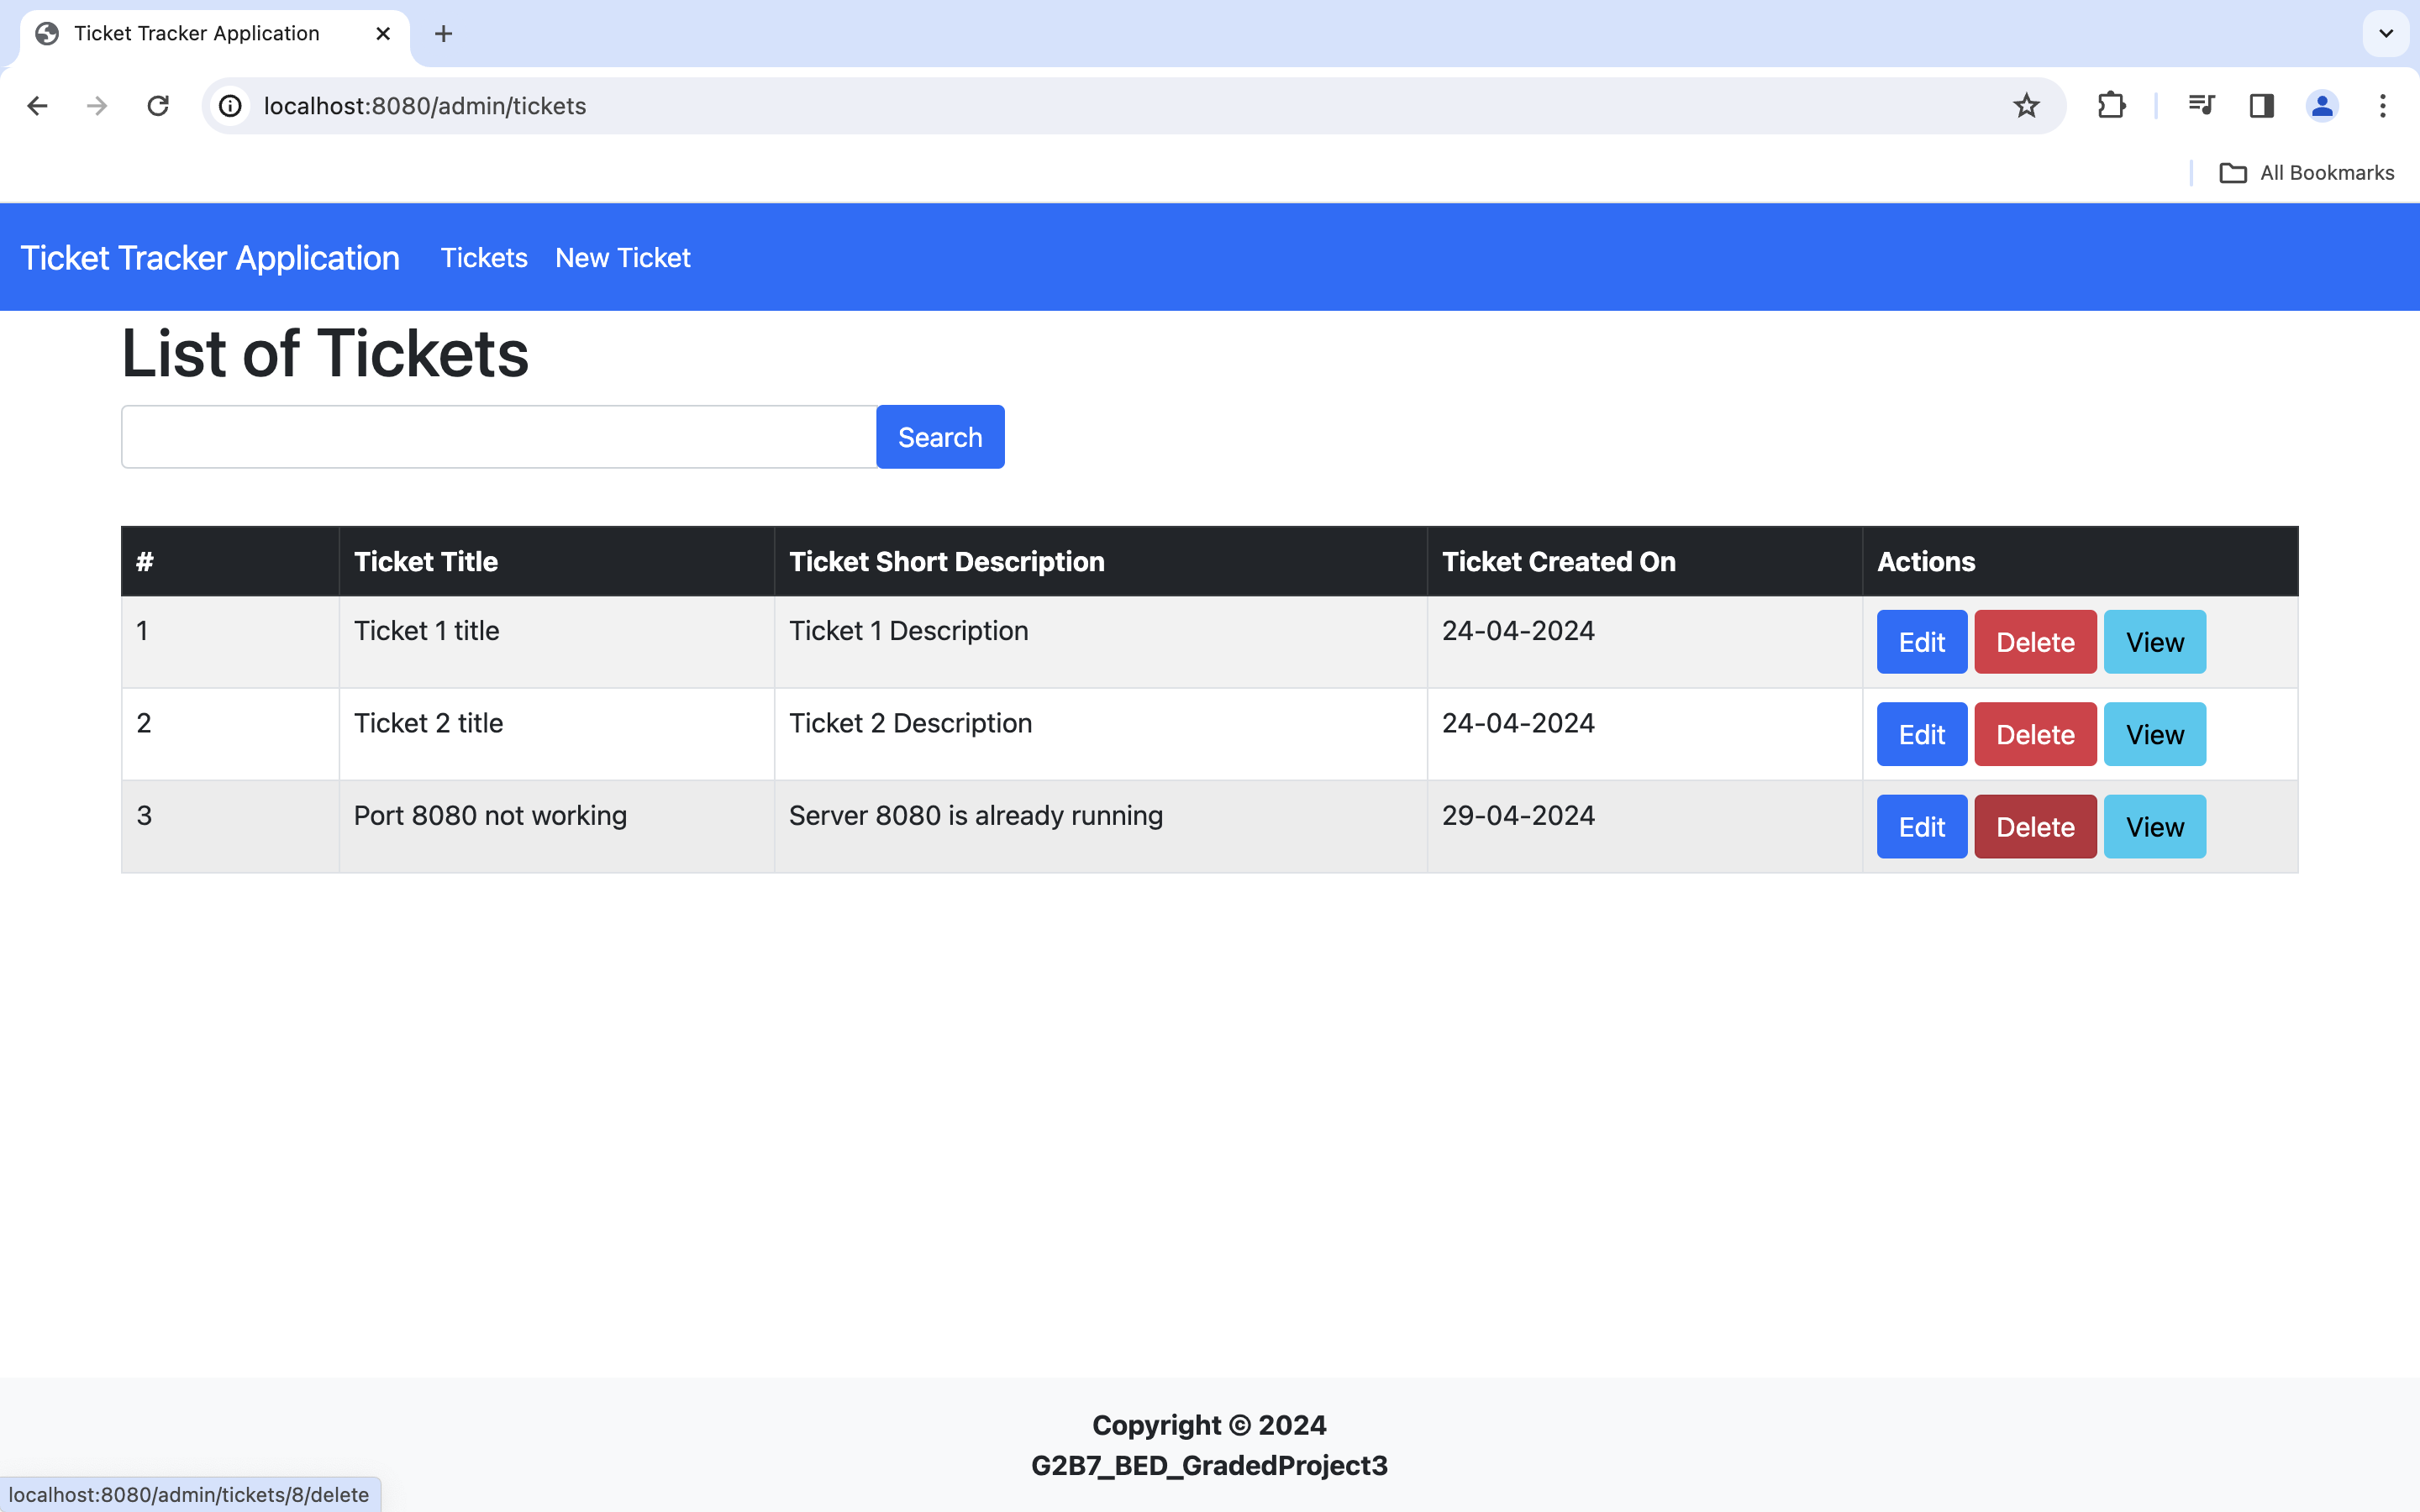 Ticket Tracker Application
localhost:8080/admin/tickets
All Bookmarks
Ticket Tracker Application Tickets New Ticket
List of Tickets
Search
# Ticket Title Ticket Short Description Ticket Created On Actions
1 Ticket 1 title Ticket 1 Description 24-04-2024 Edit Delete View
2 Ticket 2 title Ticket 2 Description 24-04-2024 Edit Delete View
3 Port 8080 not working Server 8080 is already running 29-04-2024 Edit Delete View
Copyright © 2024
G2B7_BED_GradedProject3
localhost:8080/admin/tickets/8/delete